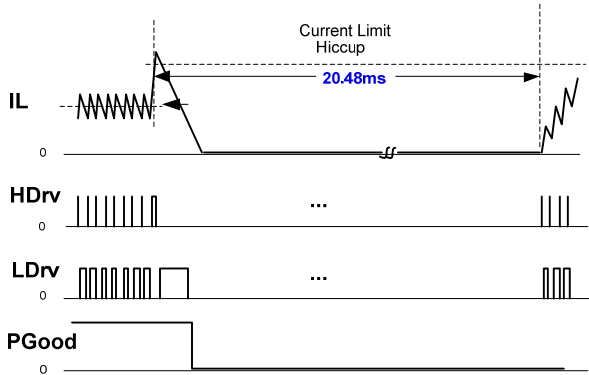 Current Limit
Hiccup
20.48ms
IL
0
HDrv
...
0
LDrv
...
0
PGood
0